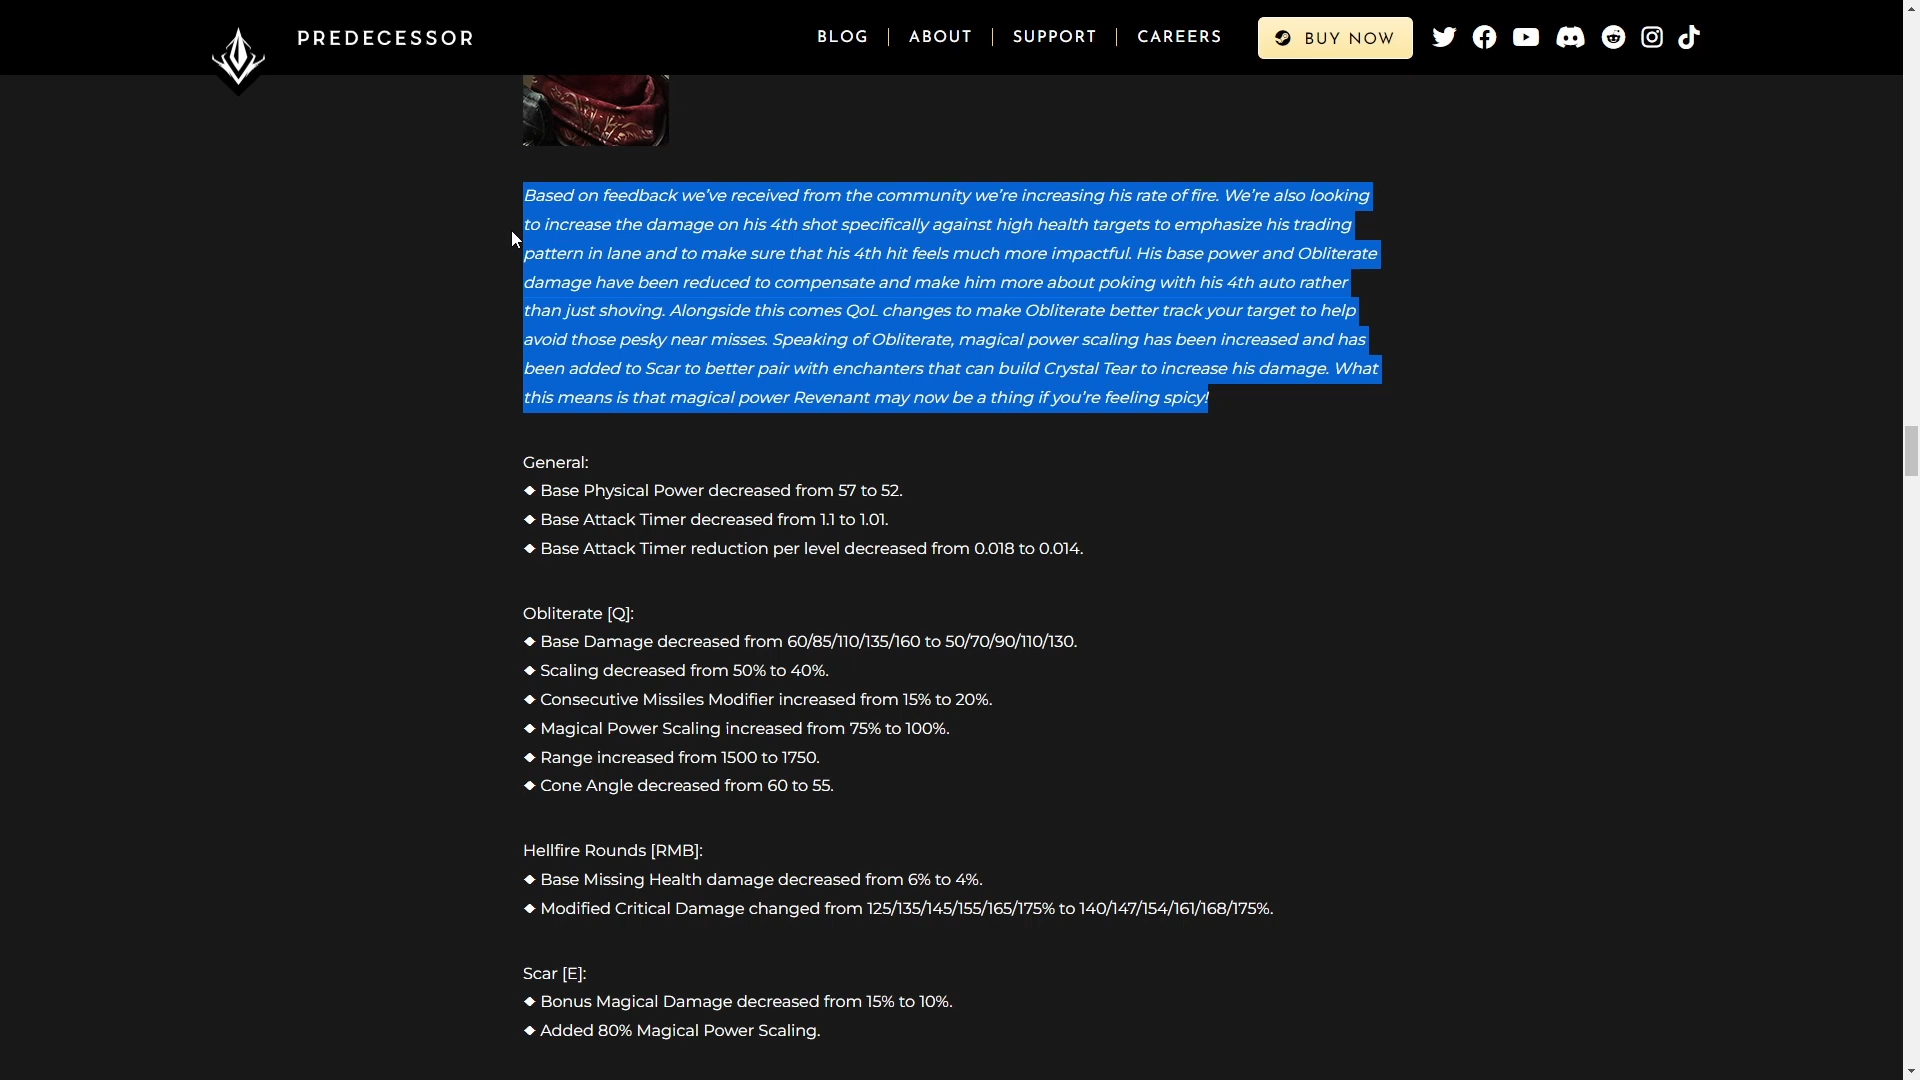 PREDECESSOR
BLOG
ABOUT
SUPPORT
CAREERS
BUY NOW
Based on feedback we've received from the community we're increasing his rate of fire. We're also looking
to increase the damage on his 4th shot specifically against high health targets to emphasize his trading
pattern in lane and to make sure that his 4th hit feels much more impactful. His base power and Obliterate
damage have been reduced to compensate and make him more about poking with his 4th auto rather
than just shoving. Alongside this comes QoL changes to make Obliterate better track your target to help
avoid those pesky near misses. Speaking of Obliterate, magical power scaling has been increased and has
been added to Scar to better pair with enchanters that can build Crystal Tear to increase his damage. What
this means is that magical power Revenant may now be a thing if you're feeling spicy!
General:
◆ Base Physical Power decreased from 57 to 52.
◆ Base Attack Timer decreased from 1.1 to 1.01.
◆ Base Attack Timer reduction per level decreased from 0.018 to 0.014.
Obliterate [Q]:
◆ Base Damage decreased from 60/85/110/135/160 to 50/70/90/110/130.
◆ Scaling decreased from 50% to 40%.
◆ Consecutive Missiles Modifier increased from 15% to 20%.
◆ Magical Power Scaling increased from 75% to 100%.
◆ Range increased from 1500 to 1750.
◆ Cone Angle decreased from 60 to 55.
Hellfire Rounds [RMB]:
◆ Base Missing Health damage decreased from 6% to 4%.
◆ Modified Critical Damage changed from 125/135/145/155/165/175% to 140/147/154/161/168/175%.
Scar [E]:
◆ Bonus Magical Damage decreased from 15% to 10%.
◆ Added 80% Magical Power Scaling.